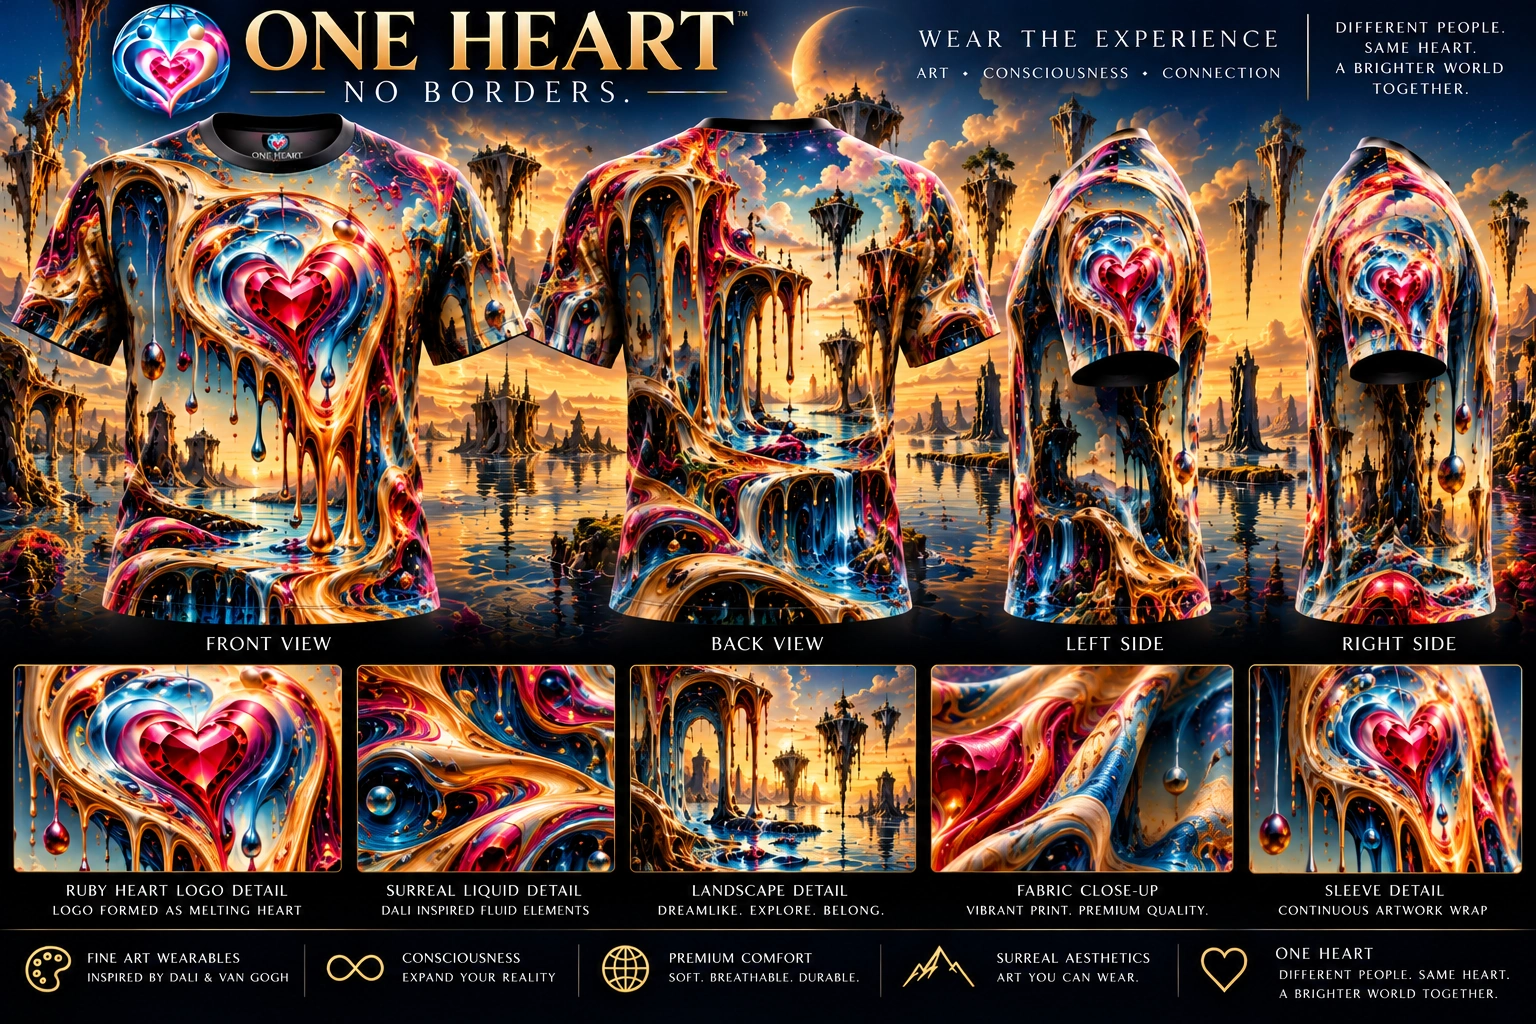 ONE HEART™
NO BORDERS.
WEAR THE EXPERIENCE
ART • CONSCIOUSNESS • CONNECTION
DIFFERENT PEOPLE.
SAME HEART.
A BRIGHTER WORLD
TOGETHER.
ONE HEART
FRONT VIEW
BACK VIEW
LEFT SIDE
RIGHT SIDE
RUBY HEART LOGO DETAIL
LOGO FORMED AS MELTING HEART
SURREAL LIQUID DETAIL
DALI INSPIRED FLUID ELEMENTS
LANDSCAPE DETAIL
DREAMLIKE. EXPLORE. BELONG.
FABRIC CLOSE-UP
VIBRANT PRINT. PREMIUM QUALITY.
SLEEVE DETAIL
CONTINUOUS ARTWORK WRAP
FINE ART WEARABLES
INSPIRED BY DALI & VAN GOGH
CONSCIOUSNESS
EXPAND YOUR REALITY
PREMIUM COMFORT
SOFT. BREATHABLE. DURABLE.
SURREAL AESTHETICS
ART YOU CAN WEAR.
ONE HEART
DIFFERENT PEOPLE. SAME HEART.
A BRIGHTER WORLD TOGETHER.